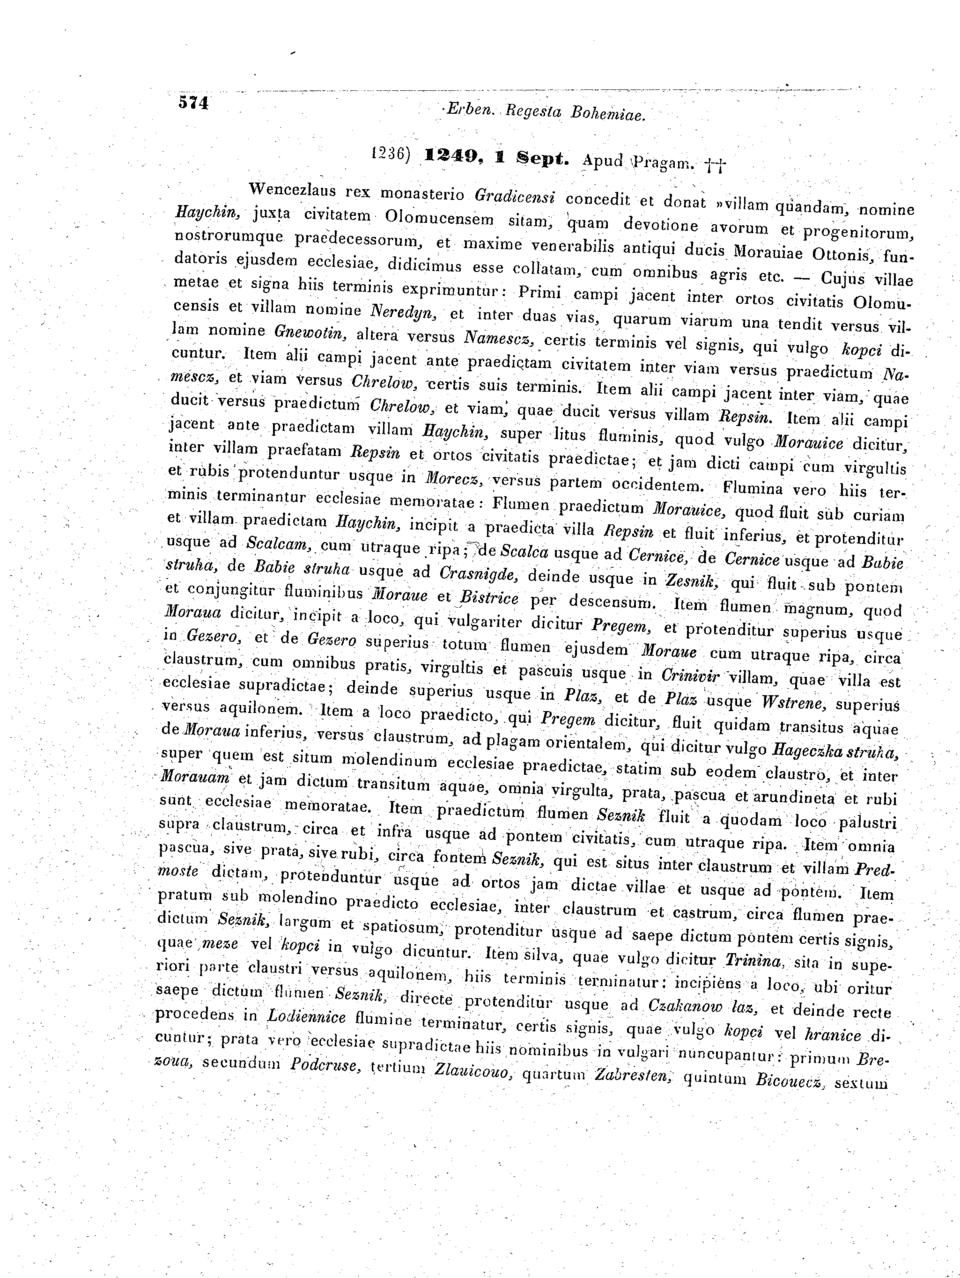 574
Erben. Regesta Bohemiae.
1236) 1249, 1 Sept. Apud Pragam. ††
Wencezlaus rex monasterio Gradicensi concedit et donat »villam quandam, nomine
Haychin, juxta civitatem Olomucensem sitam, quam devotione avorum et progenitorum,
nostrorumque praedecessorum, et maxime venerabilis antiqui ducis Morauiae Ottonis, fun-
datoris ejusdem ecclesiae, didicimus esse collatam, cum omnibus agris etc. — Cujus villae
metae et signa hiis terminis exprimuntur: Primi campi jacent inter ortos civitatis Olomu-
censis et villam nomine Neredyn, et inter duas vias, quarum viarum una tendit versus vil-
lam nomine Gnewotin, altera versus Namescz, certis terminis vel signis, qui vulgo kopci di-
cuntur. Item alii campi jacent ante praedictam civitatem inter viam versus praedictum Na-
mescz, et viam versus Chrelow, certis suis terminis. Item alii campi jacent inter viam, quae
ducit versus praedictum Chrelow, et viam, quae ducit versus villam Repsin. Item alii campi
jacent ante praedictam villam Haychin, super litus fluminis, quod vulgo Morauice dicitur,
inter villam praefatam Repsin et ortos civitatis praedictae; et jam dicti campi cum virgultis
et rubis protenduntur usque in Morecz, versus partem occidentem. Flumina vero hiis ter-
minis terminantur ecclesiae memoratae: Flumen praedictum Morauice, quod fluit sub curiam
et villam praedictam Haychin, incipit a praedicta villa Repsin et fluit inferius, et protenditur
usque ad Scalcam, cum utraque ripa; de Scalca usque ad Cernice, de Cernice usque ad Babie
struha, de Babie struha usque ad Crasnigde, deinde usque in Zesnik, qui fluit sub pontem
et conjungitur fluminibus Moraue et Bistrice per descensum. Item flumen magnum, quod
Moraua dicitur, incipit a loco, qui vulgariter dicitur Pregem, et protenditur superius usque
in Gezero, et de Gezero superius totum flumen ejusdem Moraue cum utraque ripa, circa
claustrum, cum omnibus pratis, virgultis et pascuis usque in Crinivir villam, quae villa est
ecclesiae supradictae; deinde superius usque in Plaz, et de Plaz usque Wstrene, superius
versus aquilonem. Item a loco praedicto, qui Pregem dicitur, fluit quidam transitus aquae
de Moraua inferius, versus claustrum, ad plagam orientalem, qui dicitur vulgo Hageczka struha,
super quem est situm molendinum ecclesiae praedictae, statim sub eodem claustro, et inter
Morauam et jam dictum transitum aquae, omnia virgulta, prata, pascua et arundineta et rubi
sunt ecclesiae memoratae. Item praedictum flumen Seznik fluit a quodam loco palustri
supra claustrum, circa et infra usque ad pontem civitatis, cum utraque ripa. Item omnia
pascua, sive prata, sive rubi, circa fontem Seznik, qui est situs inter claustrum et villam Pred-
moste dictam, protenduntur usque ad ortos jam dictae villae et usque ad pontem. Item
pratum sub molendino praedicto ecclesiae, inter claustrum et castrum, circa flumen prae-
dictum Seznik, largum et spatiosum, protenditur usque ad saepe dictum pontem certis signis,
quae meze vel kopci in vulgo dicuntur. Item silva, quae vulgo dicitur Trinina, sita in supe-
riori parte claustri versus aquilonem, hiis terminis terminatur: incipiens a loco, ubi oritur
saepe dictum flumen Seznik, directe protenditur usque ad Czakanow laz, et deinde recte
procedens in Lodiennice flumine terminatur, certis signis, quae vulgo kopci vel hranice di-
cuntur; prata vero ecclesiae supradictae hiis nominibus in vulgari nuncupantur: primum Bre-
zoua, secundum Podcruse, tertium Zlauicouo, quartum Zabresten, quintum Bicouecz, sextum